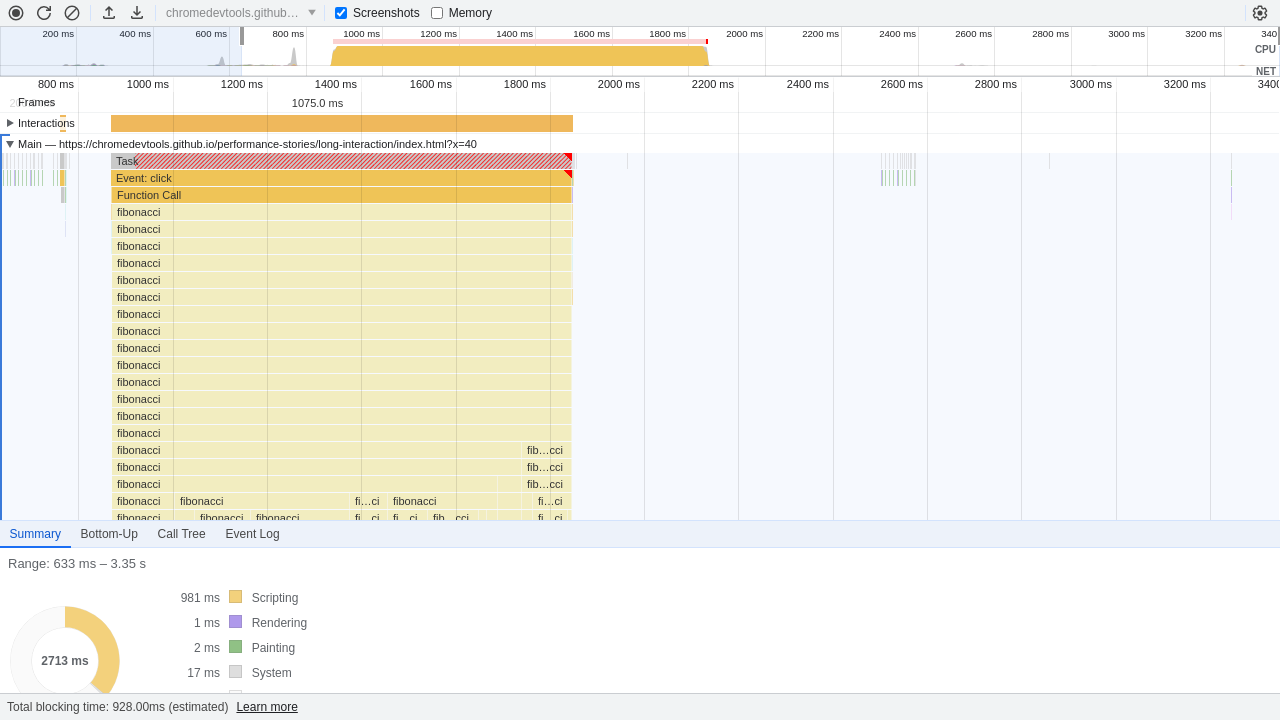 chromedevtools.github… Screenshots Memory
200 ms 400 ms 600 ms 800 ms 1000 ms 1200 ms 1400 ms 1600 ms 1800 ms 2000 ms 2200 ms 2400 ms 2600 ms 2800 ms 3000 ms 3200 ms 340
CPU
NET
800 ms 1000 ms 1200 ms 1400 ms 1600 ms 1800 ms 2000 ms 2200 ms 2400 ms 2600 ms 2800 ms 3000 ms 3200 ms 3400
Frames 1075.0 ms
Interactions
Main — https://chromedevtools.github.io/performance-stories/long-interaction/index.html?x=40
Task
Event: click
Function Call
fibonacci
fibonacci
fibonacci
fibonacci
fibonacci
fibonacci
fibonacci
fibonacci
fibonacci
fibonacci
fibonacci
fibonacci
fibonacci
fibonacci
fibonacci fib…cci
fibonacci fib…cci
fibonacci fib…cci
fibonacci fibonacci fi…ci fibonacci fi…ci
fibonacci fibonacci fibonacci fi…ci fi…ci fib…cci fi…ci
Summary Bottom-Up Call Tree Event Log
Range: 633 ms – 3.35 s
981 ms Scripting
1 ms Rendering
2 ms Painting
2713 ms
17 ms System
Total blocking time: 928.00ms (estimated) Learn more